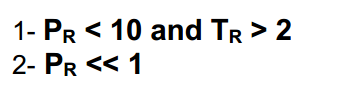 1- PR < 10 and TR > 2
2- PR << 1